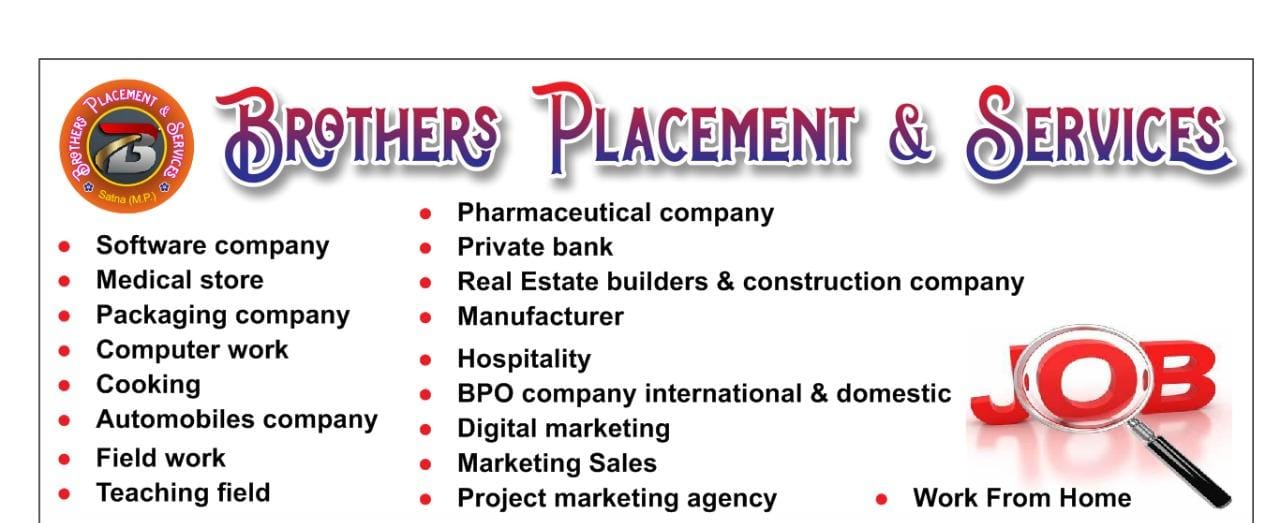 BROTHERS PLACEMENT & SERVICES
B
Satna (M.P.)
BROTHERS PLACEMENT & SERVICES
• Software company
• Medical store
• Packaging company
• Computer work
• Cooking
• Automobiles company
• Field work
• Teaching field
• Pharmaceutical company
• Private bank
• Real Estate builders & construction company
• Manufacturer
• Hospitality
• BPO company international & domestic
• Digital marketing
• Marketing Sales
• Project marketing agency
• Work From Home
JOB